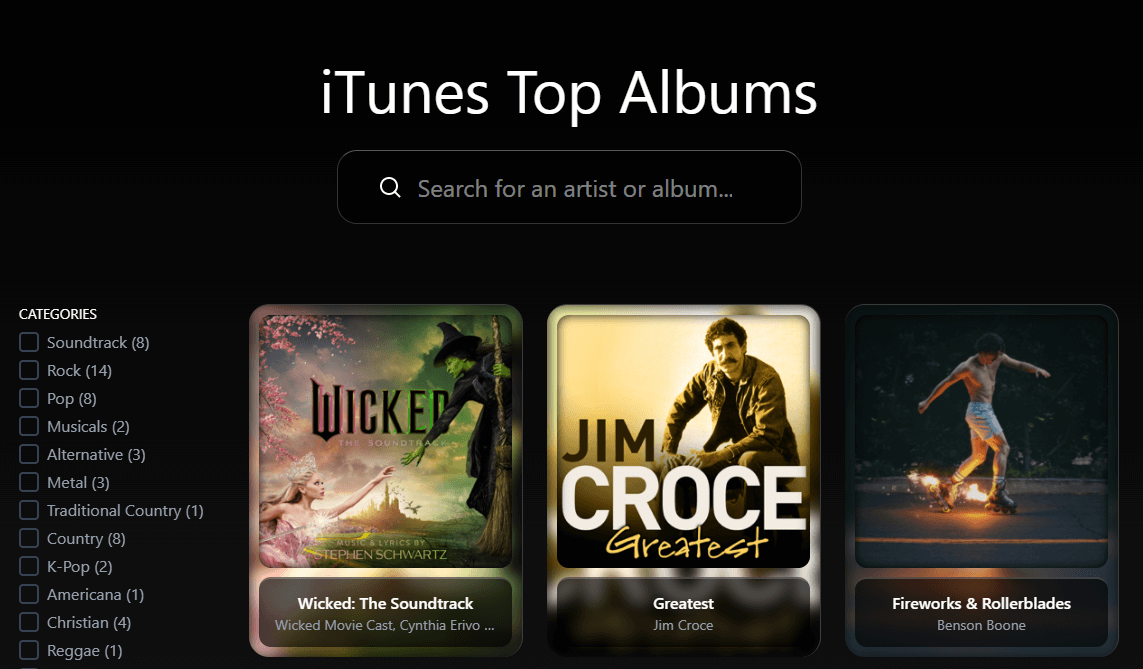 iTunes Top Albums
Search for an artist or album...
CATEGORIES
Soundtrack (8)
Rock (14)
Pop (8)
Musicals (2)
Alternative (3)
Metal (3)
Traditional Country (1)
Country (8)
K-Pop (2)
Americana (1)
Christian (4)
Reggae (1)
WICKED
THE SOUNDTRACK
MUSIC & LYRICS BY
STEPHEN SCHWARTZ
Wicked: The Soundtrack
Wicked Movie Cast, Cynthia Erivo ...
JIM
CROCE
Greatest
Greatest
Jim Croce
Fireworks & Rollerblades
Benson Boone